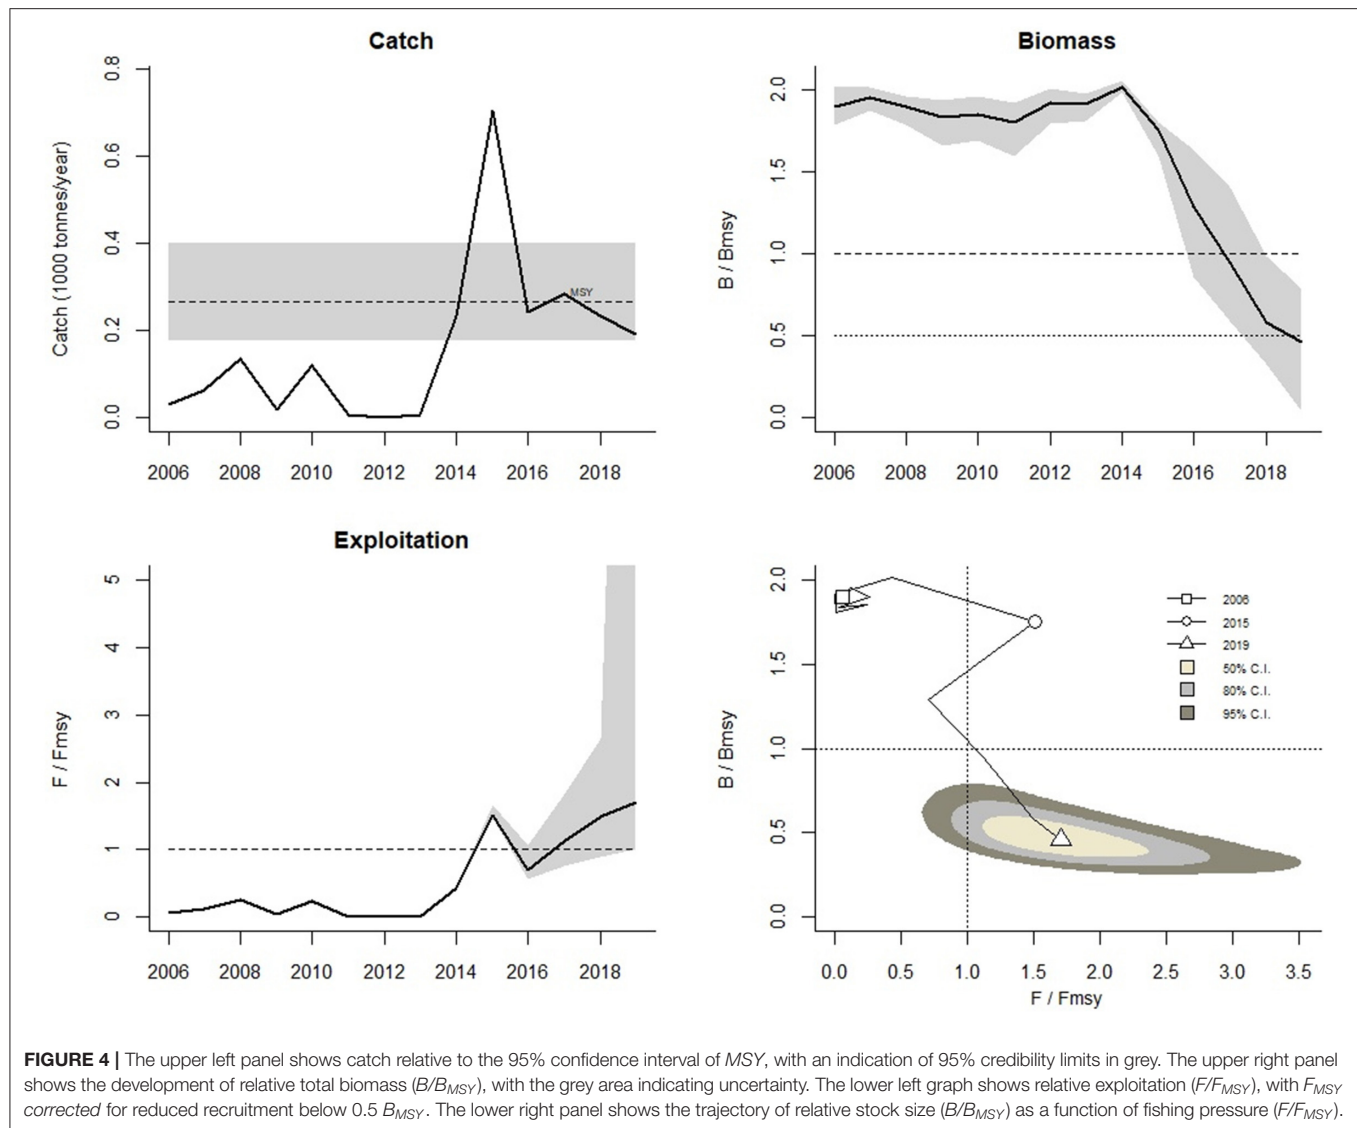 Catch
Catch (1000 tonnes/year)
0.8
0.6
0.4
0.2
0.0
MSY
2006 2008 2010 2012 2014 2016 2018
Biomass
B / Bmsy
2.0
1.5
1.0
0.5
0.0
2006 2008 2010 2012 2014 2016 2018
Exploitation
F / Fmsy
5
4
3
2
1
0
2006 2008 2010 2012 2014 2016 2018
B / Bmsy
2.0
1.5
1.0
0.5
0.0
2006
2015
2019
50% C.I.
80% C.I.
95% C.I.
0.0 0.5 1.0 1.5 2.0 2.5 3.0 3.5
F / Fmsy
FIGURE 4 | The upper left panel shows catch relative to the 95% confidence interval of MSY, with an indication of 95% credibility limits in grey. The upper right panel
shows the development of relative total biomass (B/BMSY), with the grey area indicating uncertainty. The lower left graph shows relative exploitation (F/FMSY), with FMSY
corrected for reduced recruitment below 0.5 BMSY. The lower right panel shows the trajectory of relative stock size (B/BMSY) as a function of fishing pressure (F/FMSY).